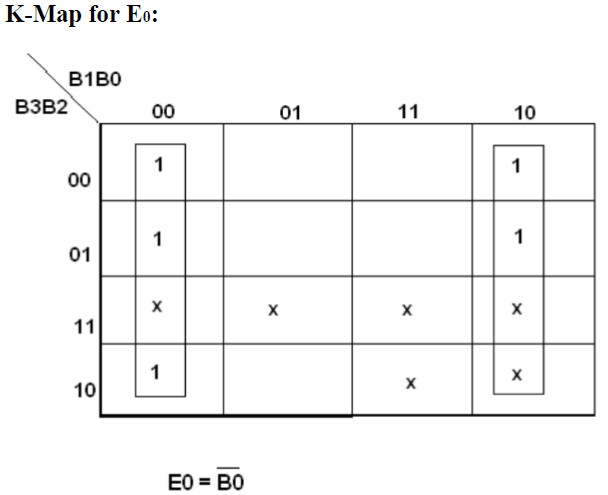 K-Map for E0:
B1B0
B3B2 00 01 11 10
00 1 1
01 1 1
11 x x x x
10 1 x x
E0 = B̅0̅